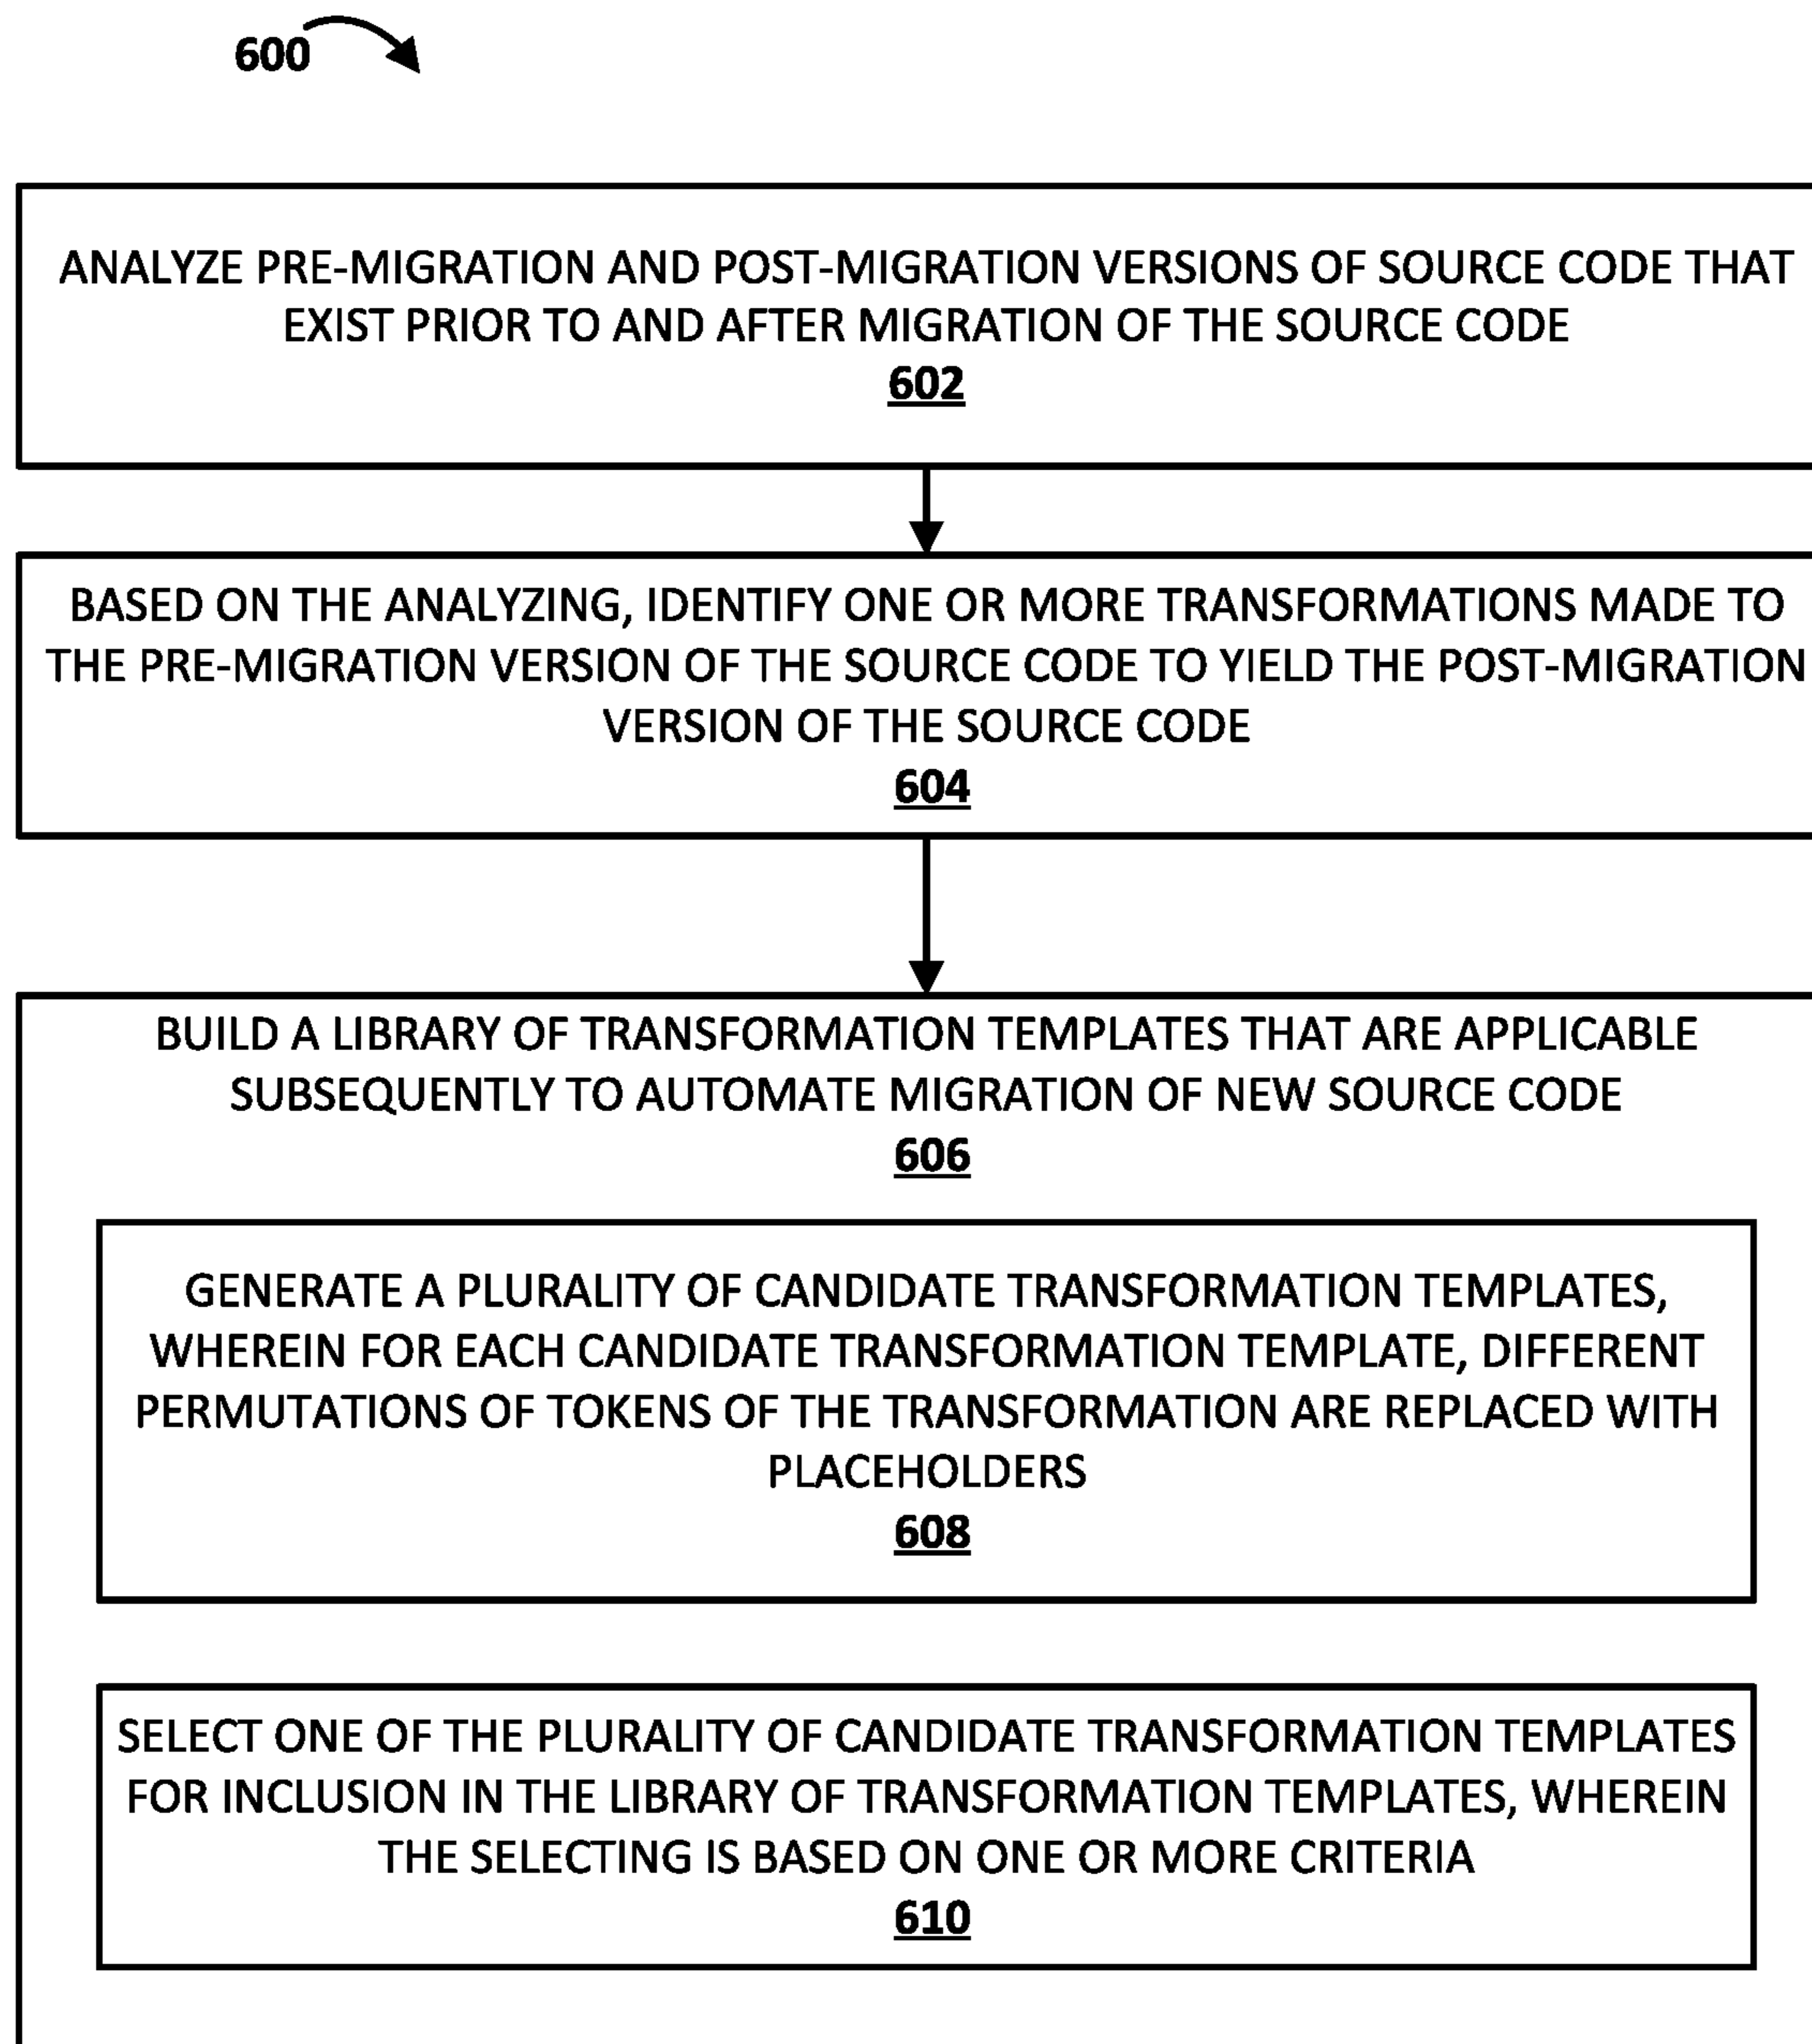 600
ANALYZE PRE-MIGRATION AND POST-MIGRATION VERSIONS OF SOURCE CODE THAT
EXIST PRIOR TO AND AFTER MIGRATION OF THE SOURCE CODE
602
BASED ON THE ANALYZING, IDENTIFY ONE OR MORE TRANSFORMATIONS MADE TO
THE PRE-MIGRATION VERSION OF THE SOURCE CODE TO YIELD THE POST-MIGRATION
VERSION OF THE SOURCE CODE
604
BUILD A LIBRARY OF TRANSFORMATION TEMPLATES THAT ARE APPLICABLE
SUBSEQUENTLY TO AUTOMATE MIGRATION OF NEW SOURCE CODE
606
GENERATE A PLURALITY OF CANDIDATE TRANSFORMATION TEMPLATES,
WHEREIN FOR EACH CANDIDATE TRANSFORMATION TEMPLATE, DIFFERENT
PERMUTATIONS OF TOKENS OF THE TRANSFORMATION ARE REPLACED WITH
PLACEHOLDERS
608
SELECT ONE OF THE PLURALITY OF CANDIDATE TRANSFORMATION TEMPLATES
FOR INCLUSION IN THE LIBRARY OF TRANSFORMATION TEMPLATES, WHEREIN
THE SELECTING IS BASED ON ONE OR MORE CRITERIA
610